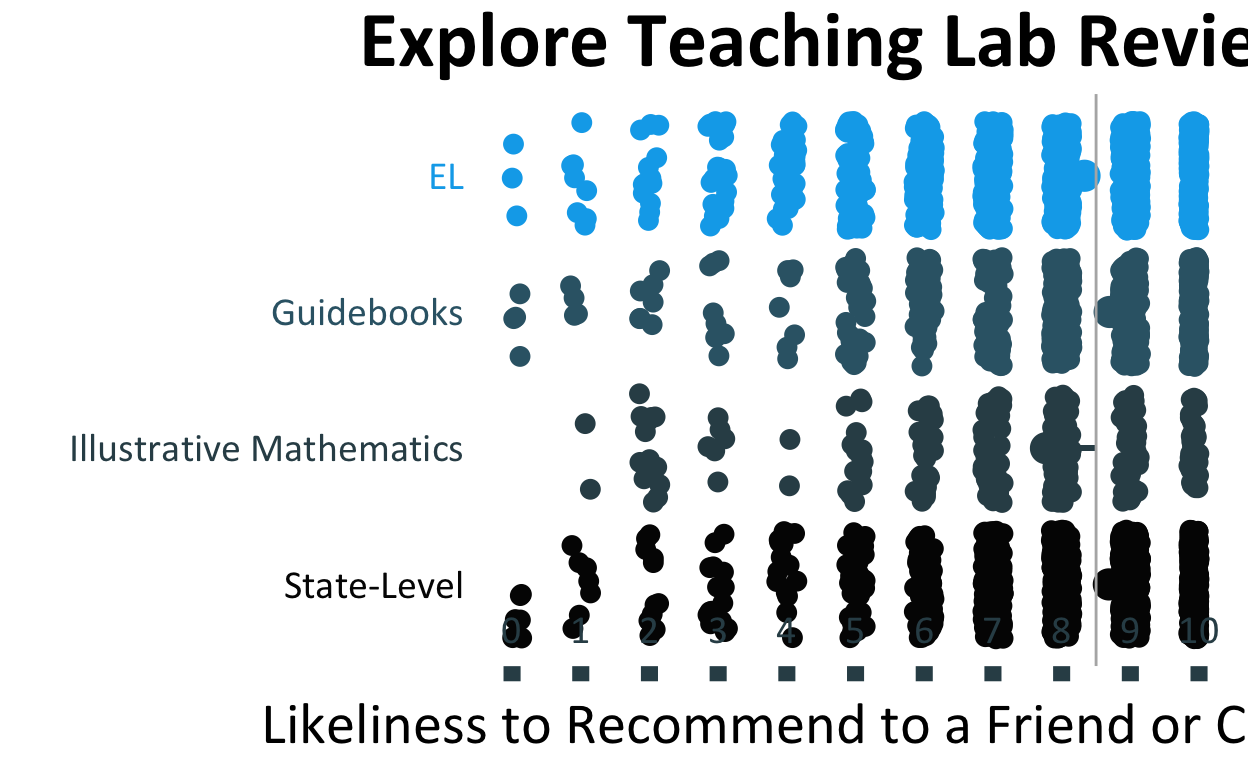 Explore Teaching Lab Revie
EL
Guidebooks
Illustrative Mathematics
State-Level
0 1 2 3 4 5 6 7 8 9 10
Likeliness to Recommend to a Friend or C